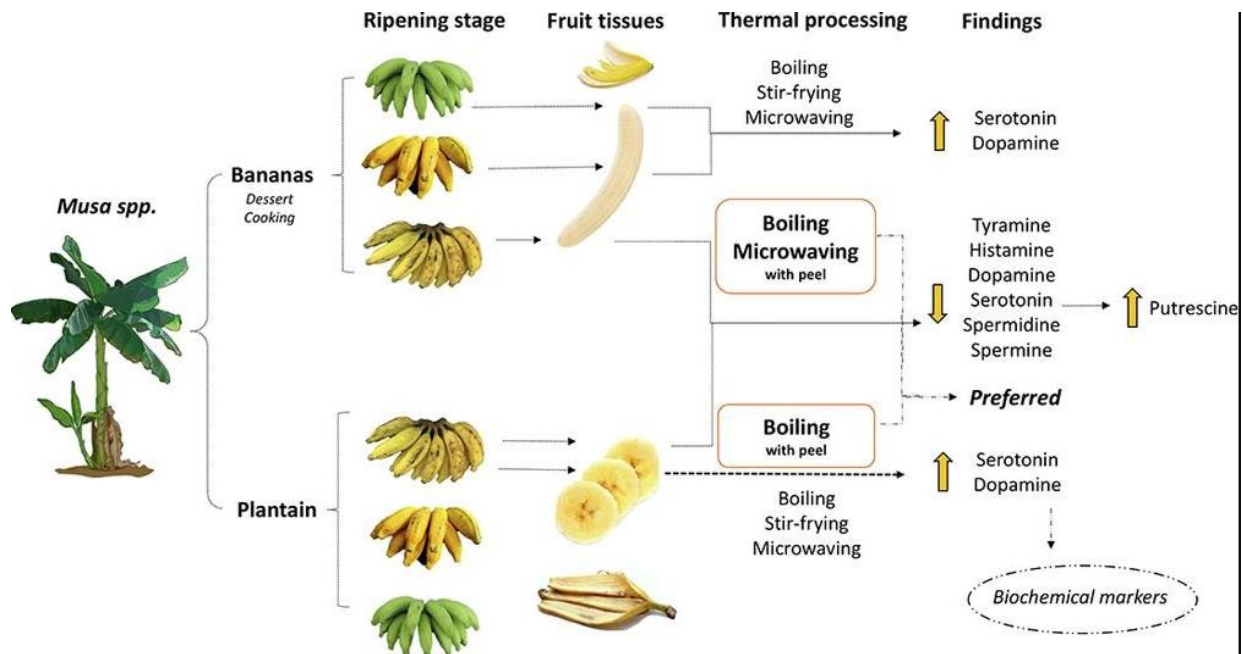 Ripening stage
Fruit tissues
Thermal processing
Findings
Musa spp.
Bananas
Dessert
Cooking
Boiling
Stir-frying
Microwaving
Serotonin
Dopamine
Boiling
Microwaving
with peel
Tyramine
Histamine
Dopamine
Serotonin
Spermidine
Spermine
Putrescine
Preferred
Plantain
Boiling
with peel
Boiling
Stir-frying
Microwaving
Serotonin
Dopamine
Biochemical markers